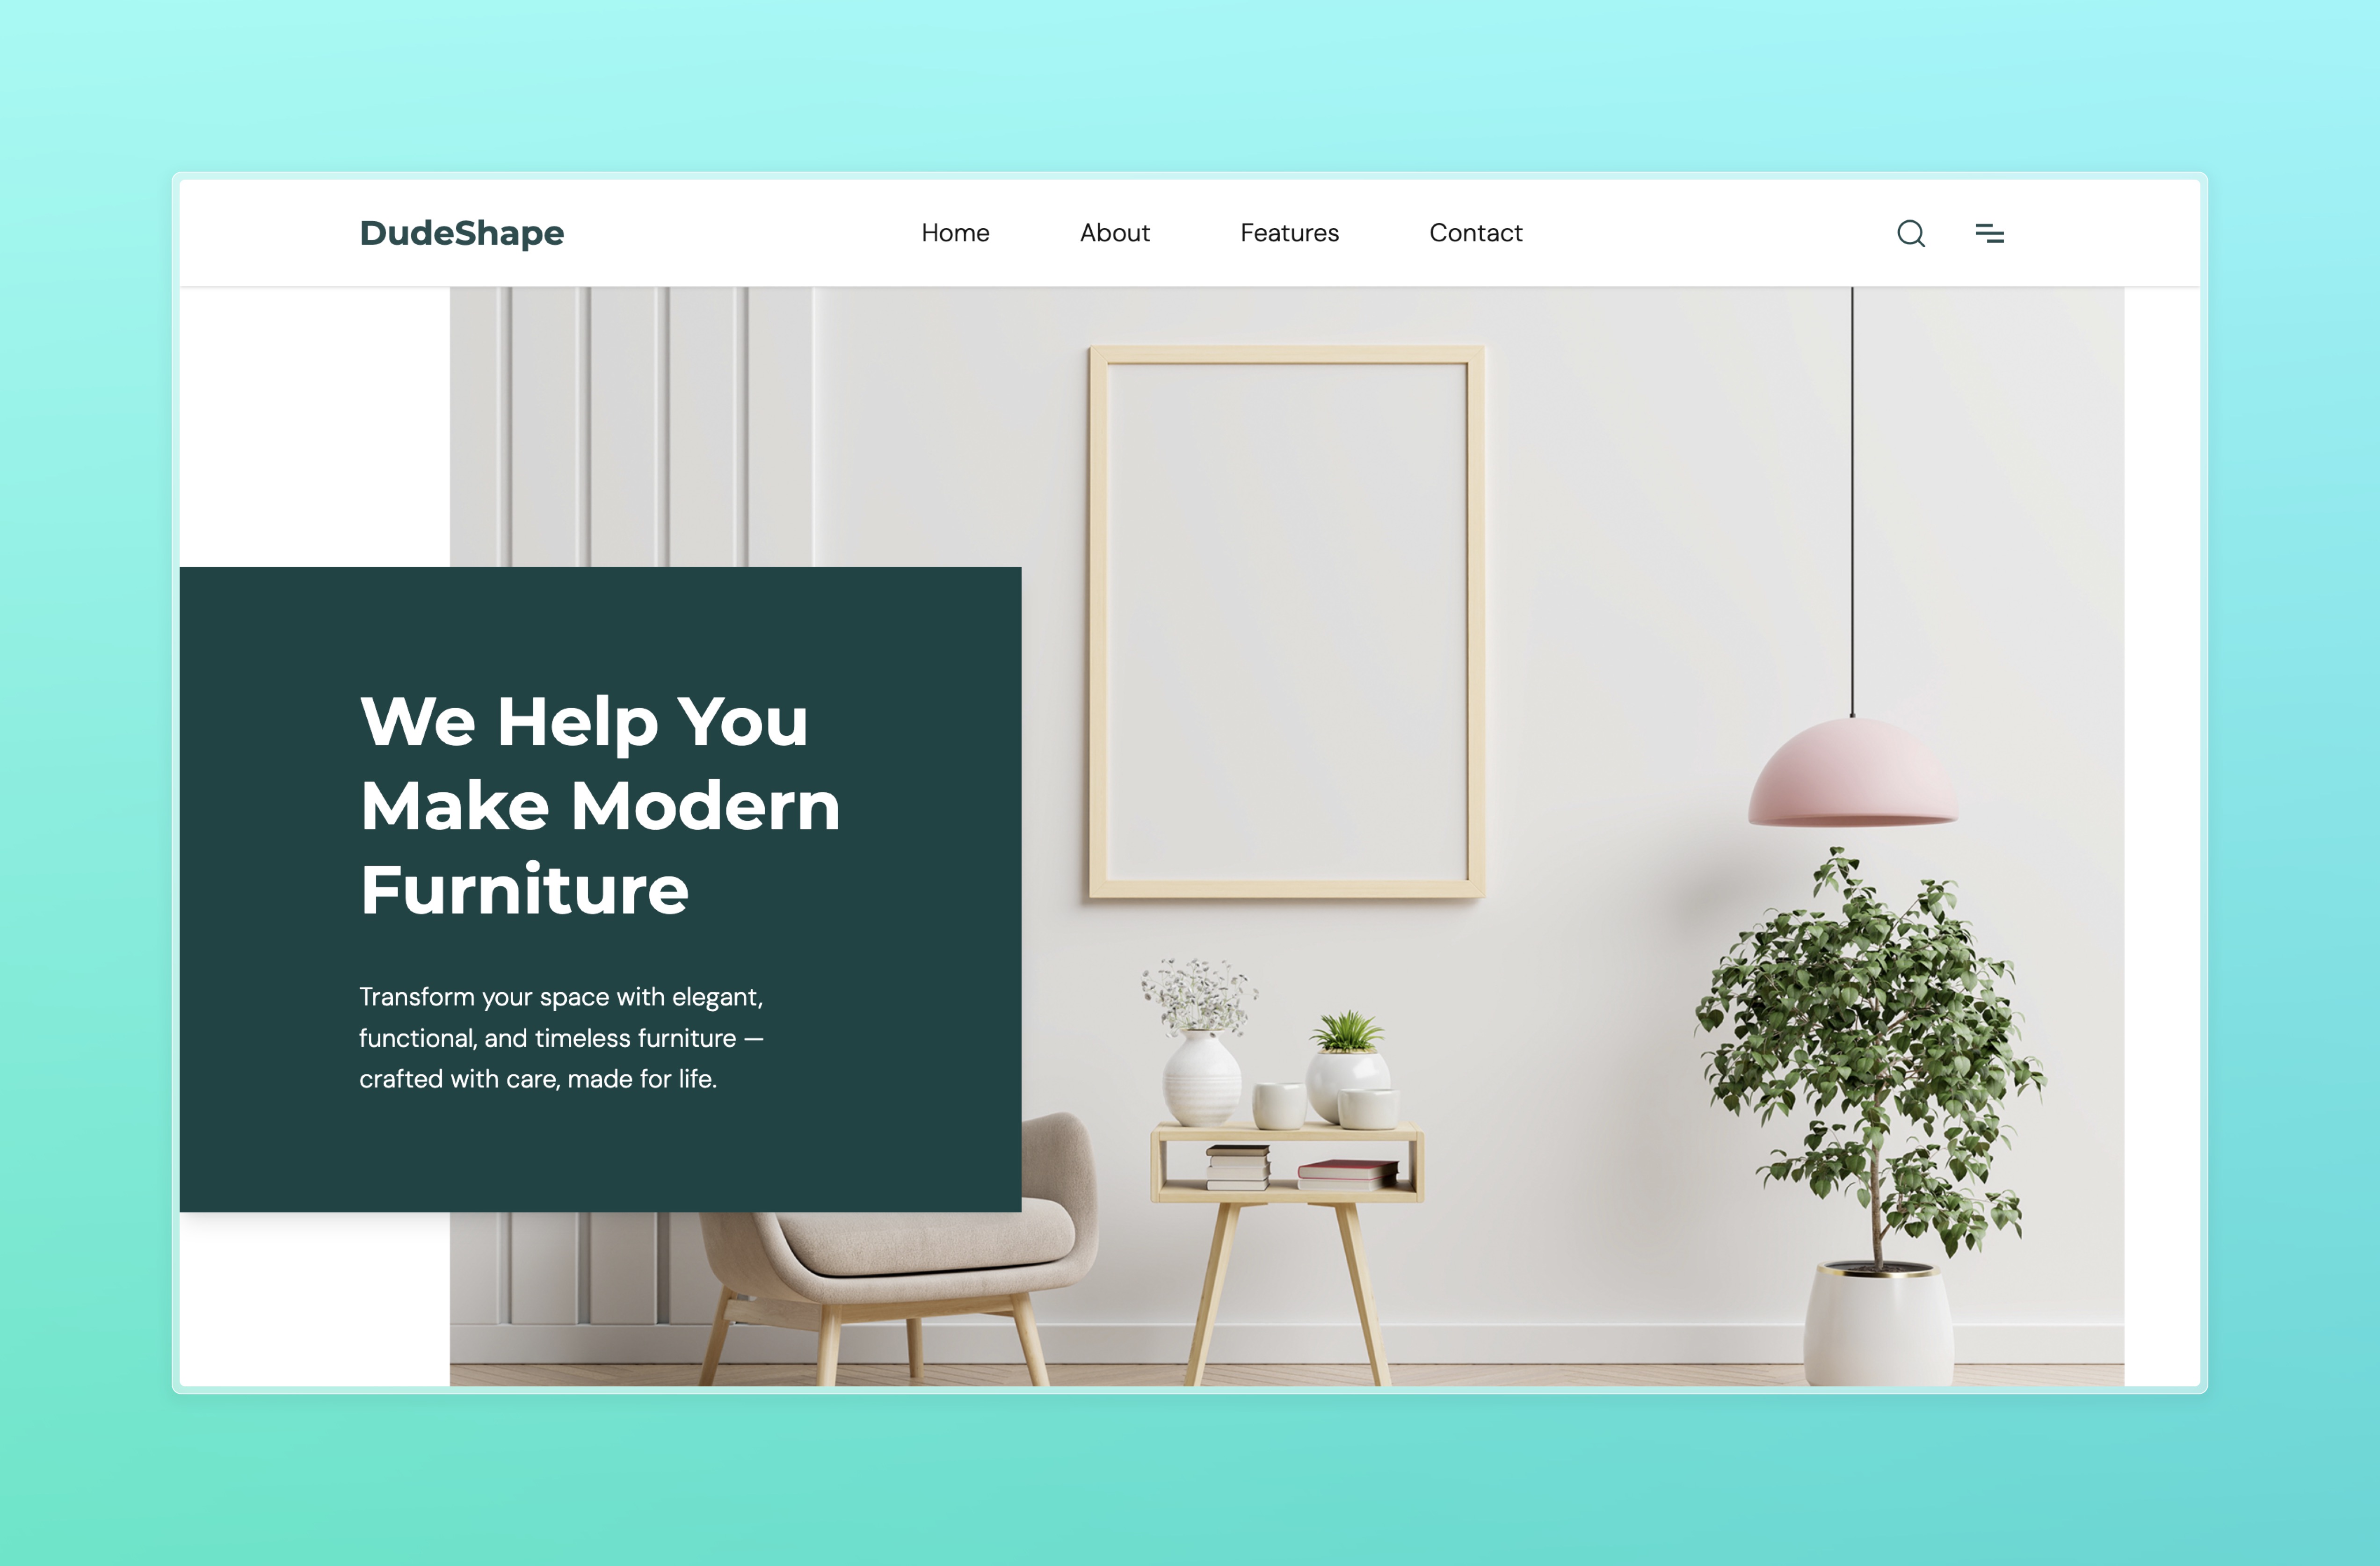 DudeShape
Home About Features Contact
We Help You
Make Modern
Furniture
Transform your space with elegant,
functional, and timeless furniture —
crafted with care, made for life.